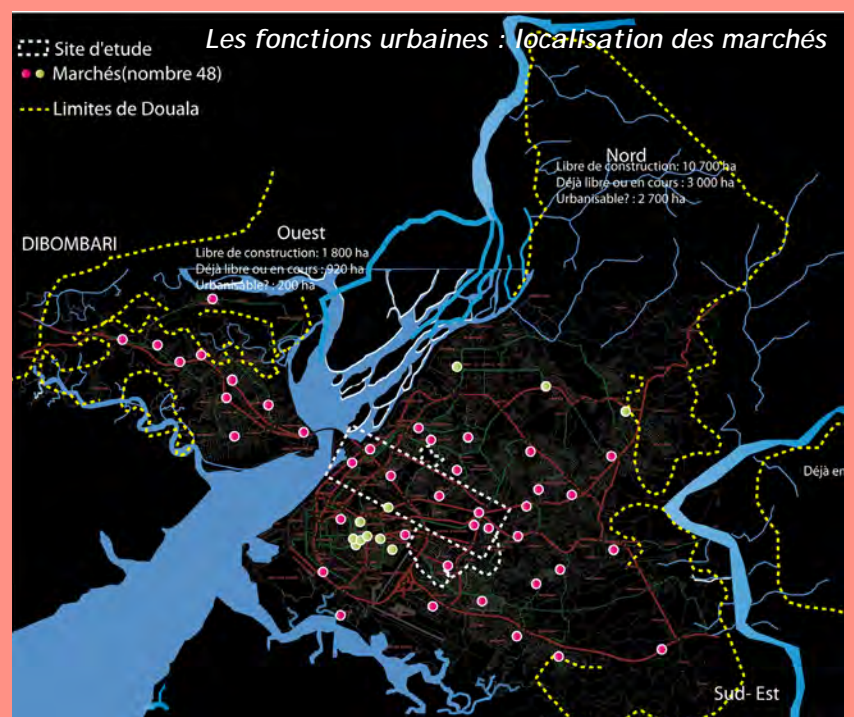 Les fonctions urbaines : localisation des marchés
Site d'etude
Marchés(nombre 48)
Limites de Douala
Nord
Libre de construction: 10 700 ha
Déjà libre ou en cours : 3 000 ha
Urbanisable? : 2 700 ha
DIBOMBARI
Ouest
Libre de construction: 1 800 ha
Déjà libre ou en cours : 920 ha
Urbanisable? : 200 ha
Déjà en
Sud- Est